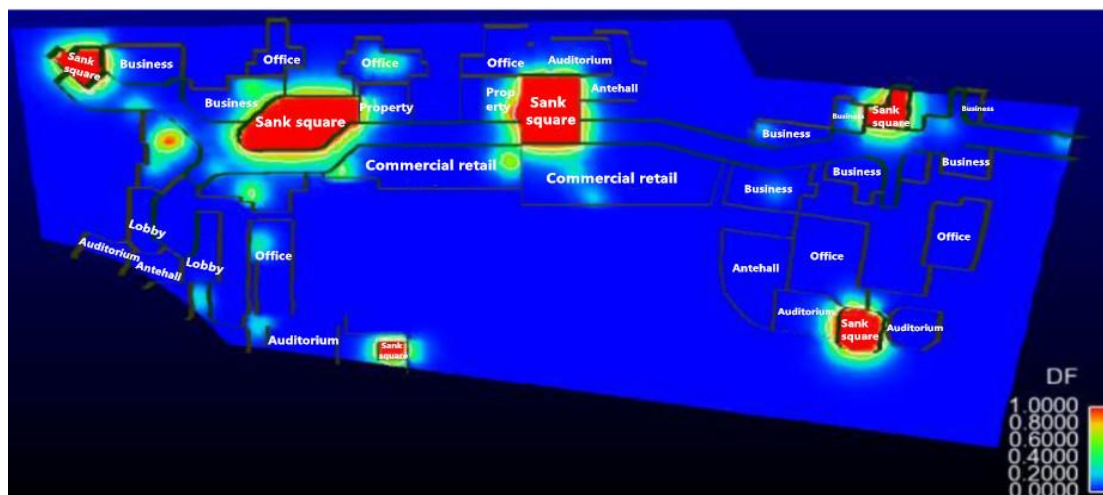 Sank
square
Business
Office
Office
Office
Auditorium
Business
Property
Prop
erty
Antehall
Sank square
Sank
square
Business
Sank
square
Business
Business
Commercial retail
Commercial retail
Business
Business
Business
Lobby
Auditorium
Antehall
Lobby
Office
Office
Antehall
Office
Auditorium
Sank
square
Auditorium
Auditorium
Sank
square
DF
1.0000
0.8000
0.6000
0.4000
0.2000
0.0000